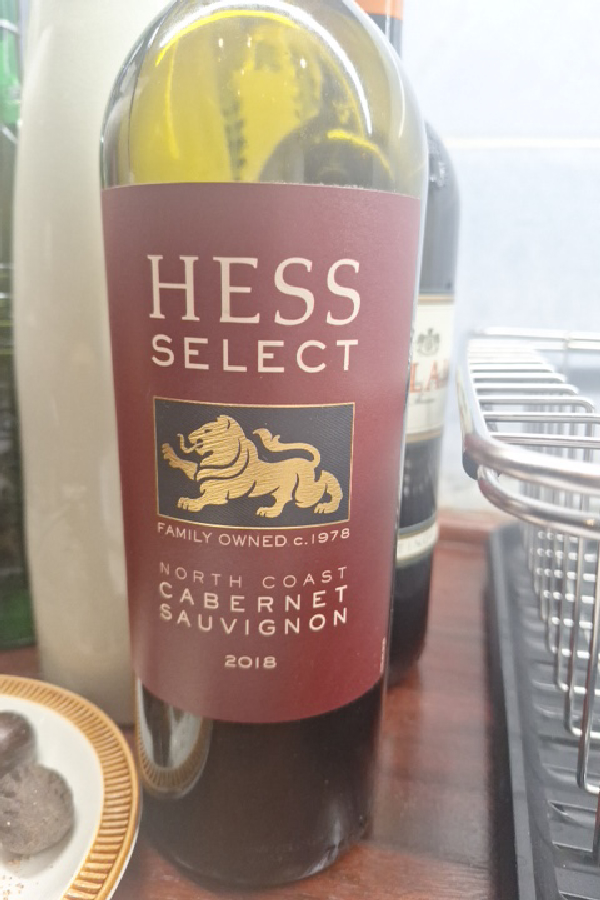 HESS
SELECT
FAMILY OWNED c.1978
NORTH COAST
CABERNET
SAUVIGNON
2018